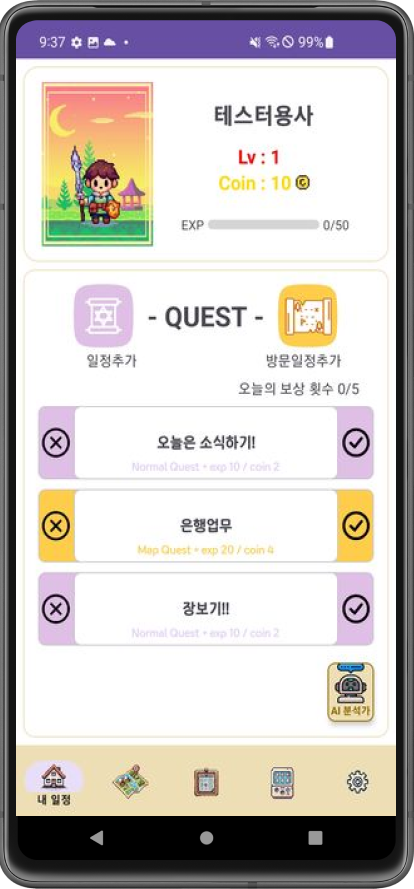 9:37
99%
테스터용사
Lv : 1
Coin : 10
EXP 0/50
- QUEST -
일정추가
방문일정추가
오늘의 보상 횟수 0/5
오늘은 소식하기!
Normal Quest • exp 10 / coin 2
은행업무
Map Quest • exp 20 / coin 4
장보기!!
Normal Quest • exp 10 / coin 2
AI 분석가
내 일정